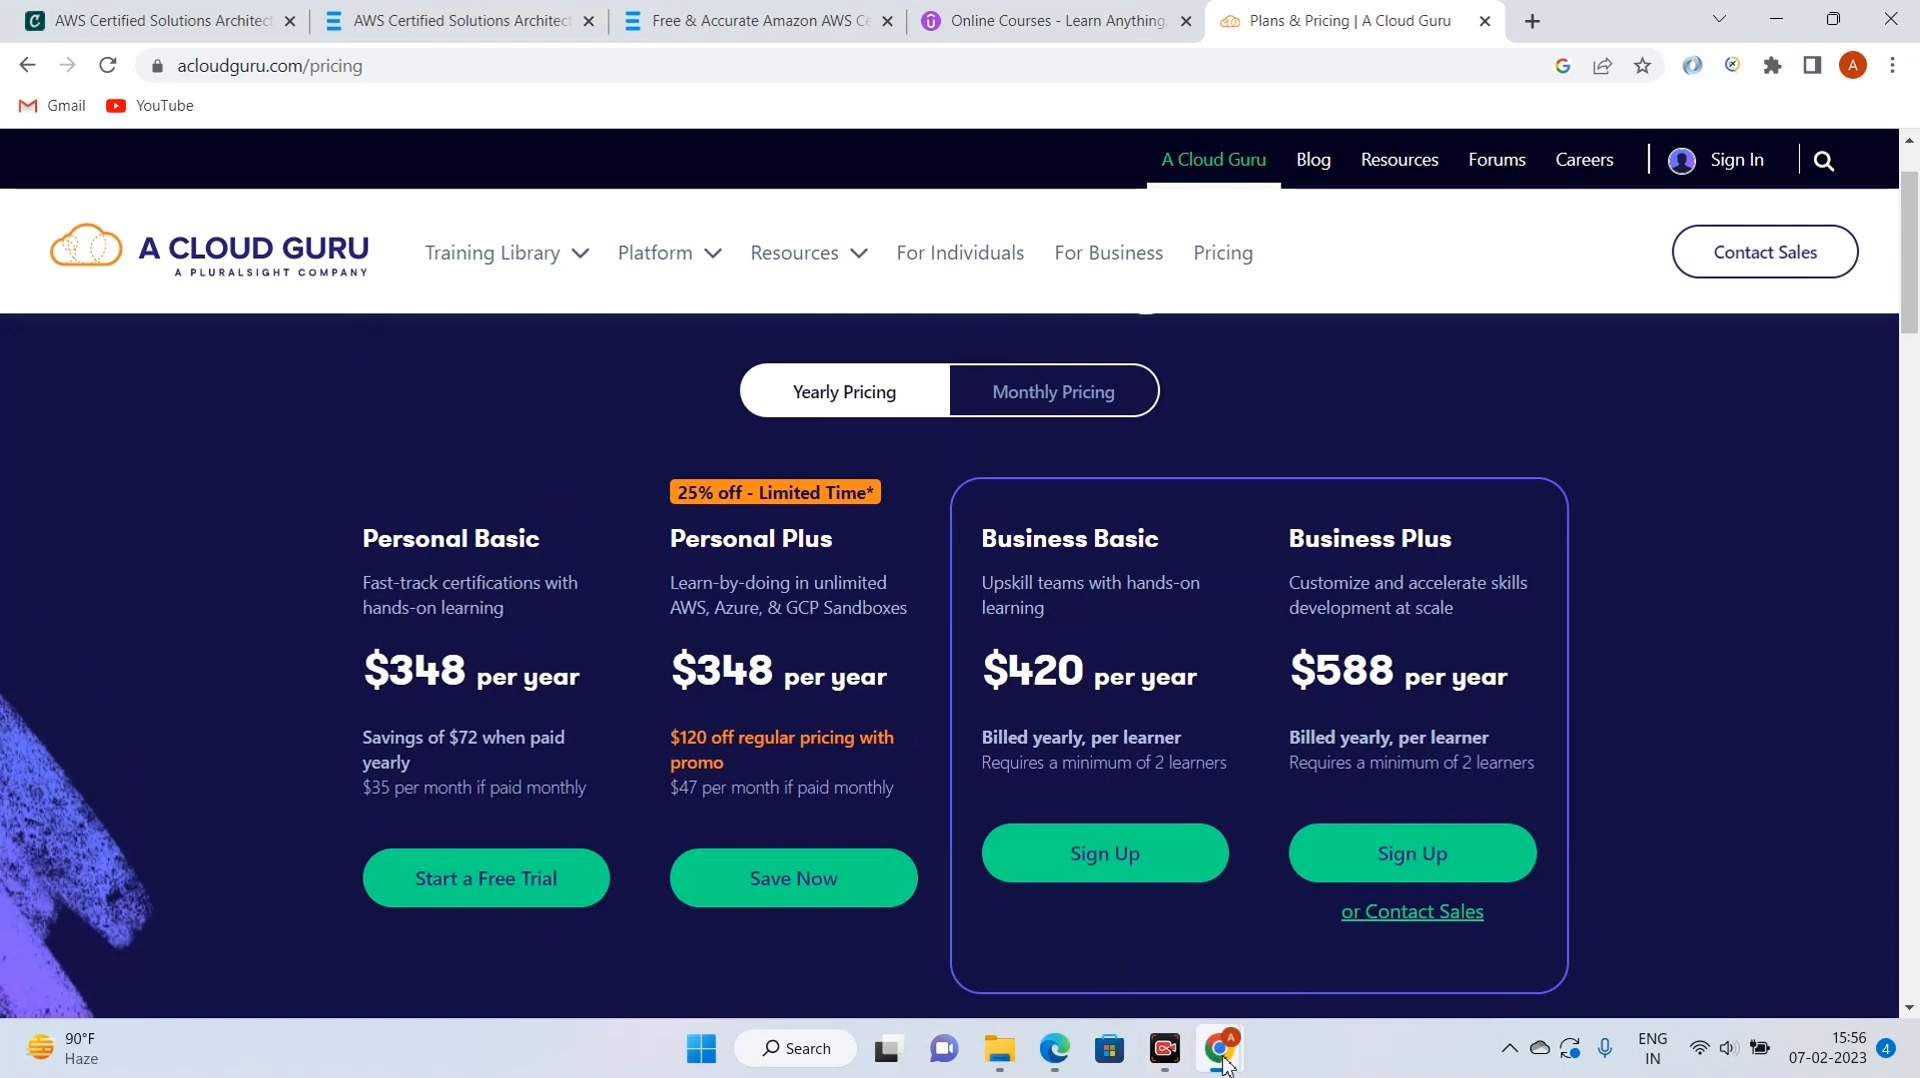 AWS Certified Solutions Architect
AWS Certified Solutions Architect
Free & Accurate Amazon AWS Ce
Online Courses - Learn Anything,
Plans & Pricing | A Cloud Guru
acloudguru.com/pricing
A
Gmail
YouTube
A Cloud Guru
Blog
Resources
Forums
Careers
Sign In
A CLOUD GURU
A PLURALSIGHT COMPANY
Training Library
Platform
Resources
For Individuals
For Business
Pricing
Contact Sales
Yearly Pricing
Monthly Pricing
25% off - Limited Time*
Personal Basic
Fast-track certifications with
hands-on learning
$348 per year
Savings of $72 when paid
yearly
$35 per month if paid monthly
Start a Free Trial
Personal Plus
Learn-by-doing in unlimited
AWS, Azure, & GCP Sandboxes
$348 per year
$120 off regular pricing with
promo
$47 per month if paid monthly
Save Now
Business Basic
Upskill teams with hands-on
learning
$420 per year
Billed yearly, per learner
Requires a minimum of 2 learners
Sign Up
Business Plus
Customize and accelerate skills
development at scale
$588 per year
Billed yearly, per learner
Requires a minimum of 2 learners
Sign Up
or Contact Sales
90°F
Haze
Search
A
ENG
IN
15:56
07-02-2023
4